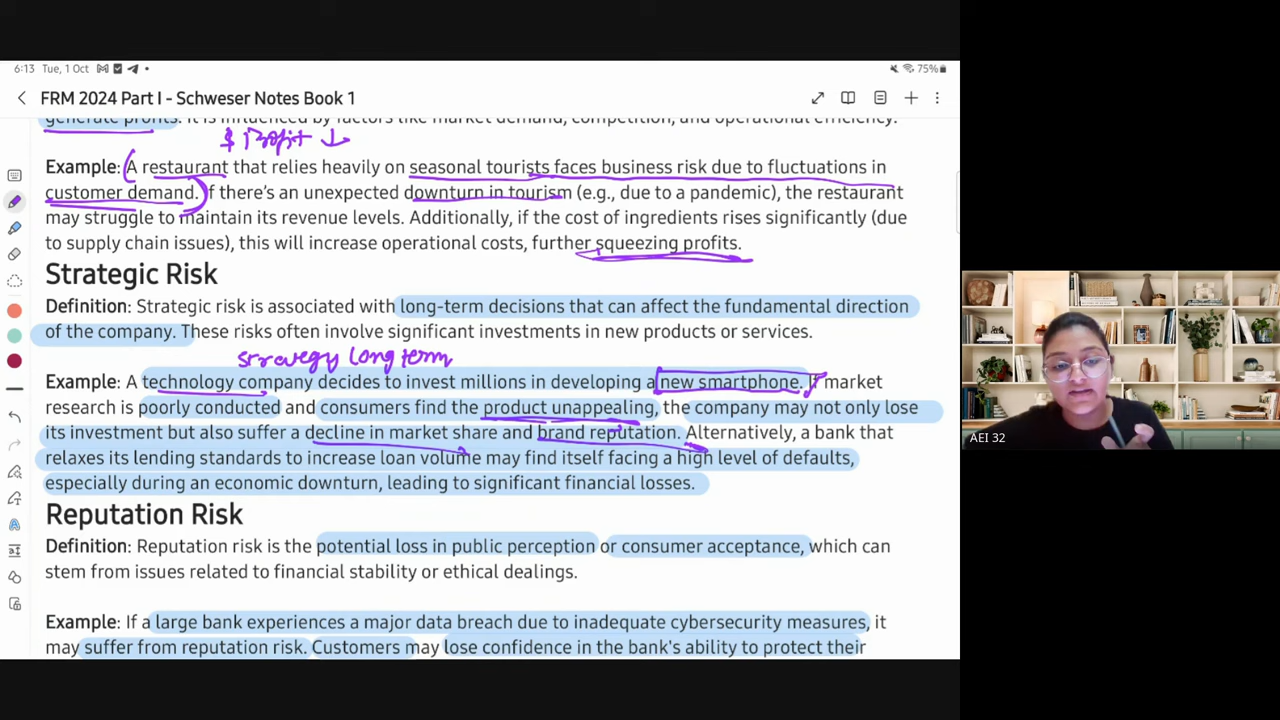 6:13 Tue, 1 Oct
75%
FRM 2024 Part I - Schweser Notes Book 1
generate profits. It is influenced by factors like market demand, competition, and operational efficiency.
$ Profit ↓
Example: A restaurant that relies heavily on seasonal tourists faces business risk due to fluctuations in
customer demand. If there's an unexpected downturn in tourism (e.g., due to a pandemic), the restaurant
may struggle to maintain its revenue levels. Additionally, if the cost of ingredients rises significantly (due
to supply chain issues), this will increase operational costs, further squeezing profits.
Strategic Risk
Definition: Strategic risk is associated with long-term decisions that can affect the fundamental direction
of the company. These risks often involve significant investments in new products or services.
strategy long term
Example: A technology company decides to invest millions in developing a new smartphone. If market
research is poorly conducted and consumers find the product unappealing, the company may not only lose
its investment but also suffer a decline in market share and brand reputation. Alternatively, a bank that
relaxes its lending standards to increase loan volume may find itself facing a high level of defaults,
especially during an economic downturn, leading to significant financial losses.
Reputation Risk
Definition: Reputation risk is the potential loss in public perception or consumer acceptance, which can
stem from issues related to financial stability or ethical dealings.
Example: If a large bank experiences a major data breach due to inadequate cybersecurity measures, it
may suffer from reputation risk. Customers may lose confidence in the bank's ability to protect their
AEI 32